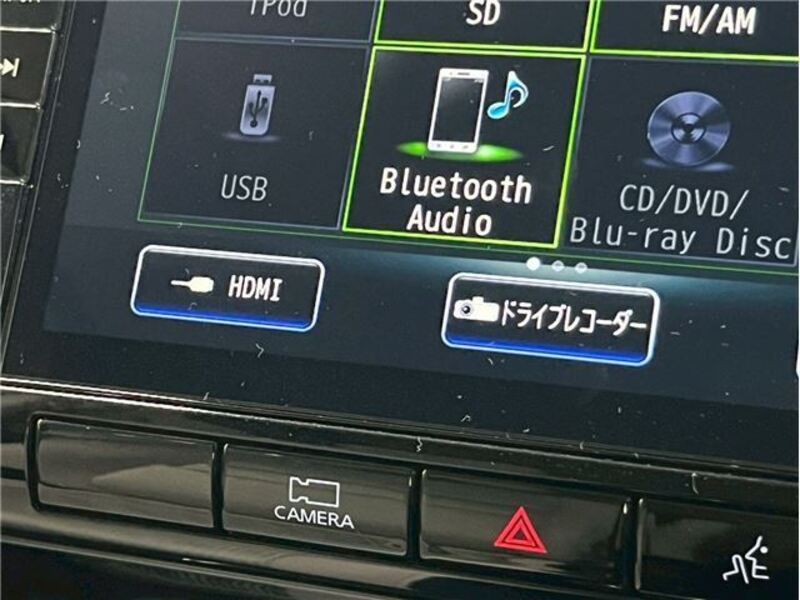 iPod
SD
FM/AM
USB
Bluetooth
Audio
CD/DVD/
Blu-ray Disc
HDMI
ドライブレコーダー
CAMERA